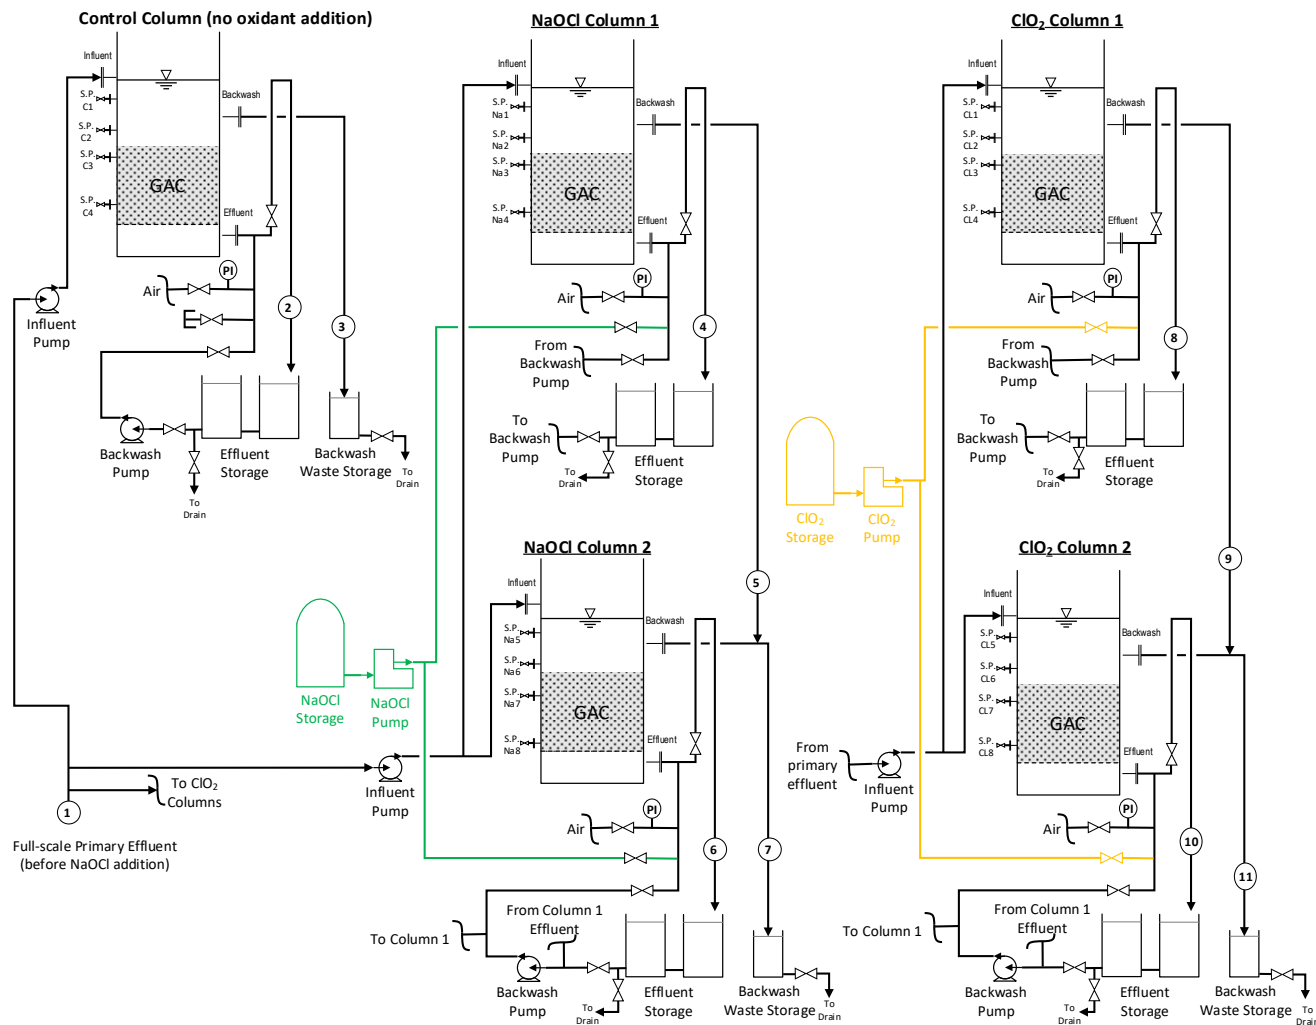 Control Column (no oxidant addition)
Influent
S.P.
C1
S.P.
C2
S.P.
C3
S.P.
C4
GAC
Backwash
Effluent
PI
Air
Influent
Pump
2
3
Backwash
Pump
Effluent
Storage
Backwash
Waste Storage
To
Drain
To
Drain
NaOCl Column 1
Influent
S.P.
Na1
S.P.
Na2
S.P.
Na3
S.P.
Na4
GAC
Backwash
Effluent
PI
Air
From
Backwash
Pump
4
To
Backwash
Pump
To
Drain
Effluent
Storage
ClO₂ Column 1
Influent
S.P.
CL1
S.P.
CL2
S.P.
CL3
S.P.
CL4
GAC
Backwash
Effluent
PI
Air
From
Backwash
Pump
8
To
Backwash
Pump
To
Drain
Effluent
Storage
ClO₂
Storage
ClO₂
Pump
NaOCl Column 2
Influent
S.P.
Na5
S.P.
Na6
S.P.
Na7
S.P.
Na8
GAC
Backwash
Effluent
5
NaOCl
Storage
NaOCl
Pump
Influent
Pump
To ClO₂
Columns
1
Full-scale Primary Effluent
(before NaOCl addition)
PI
Air
6
7
To Column 1
From Column 1
Effluent
Backwash
Pump
To
Drain
Effluent
Storage
Backwash
Waste Storage
To
Drain
ClO₂ Column 2
Influent
S.P.
CL5
S.P.
CL6
S.P.
CL7
S.P.
CL8
GAC
Backwash
Effluent
9
From
primary
effluent
Influent
Pump
PI
Air
10
11
To Column 1
From Column 1
Effluent
Backwash
Pump
To
Drain
Effluent
Storage
Backwash
Waste Storage
To
Drain